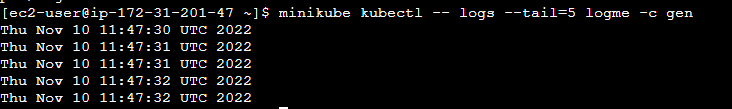 [ec2-user@ip-172-31-201-47 ~]$ minikube kubectl -- logs --tail=5 logme -c gen
Thu Nov 10 11:47:30 UTC 2022
Thu Nov 10 11:47:31 UTC 2022
Thu Nov 10 11:47:31 UTC 2022
Thu Nov 10 11:47:32 UTC 2022
Thu Nov 10 11:47:32 UTC 2022